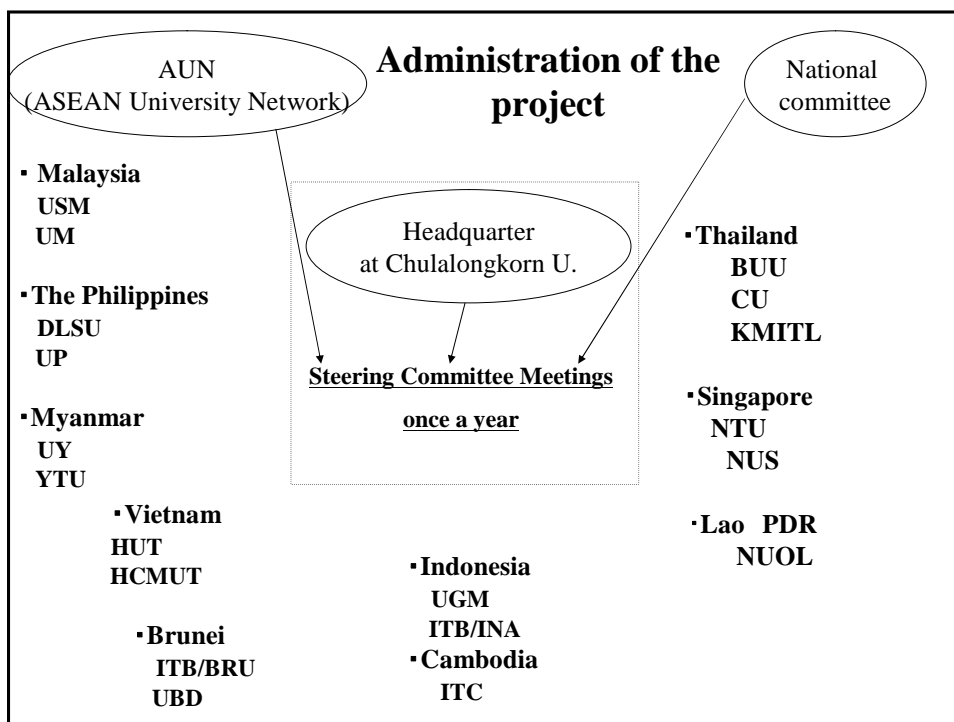 Administration of the
project
AUN
(ASEAN University Network)
National
committee
Headquarter
at Chulalongkorn U.
Steering Committee Meetings
once a year
・Malaysia
USM
UM
・The Philippines
DLSU
UP
・Myanmar
UY
YTU
・Vietnam
HUT
HCMUT
・Brunei
ITB/BRU
UBD
・Indonesia
UGM
ITB/INA
・Cambodia
ITC
・Thailand
BUU
CU
KMITL
・Singapore
NTU
NUS
・Lao PDR
NUOL